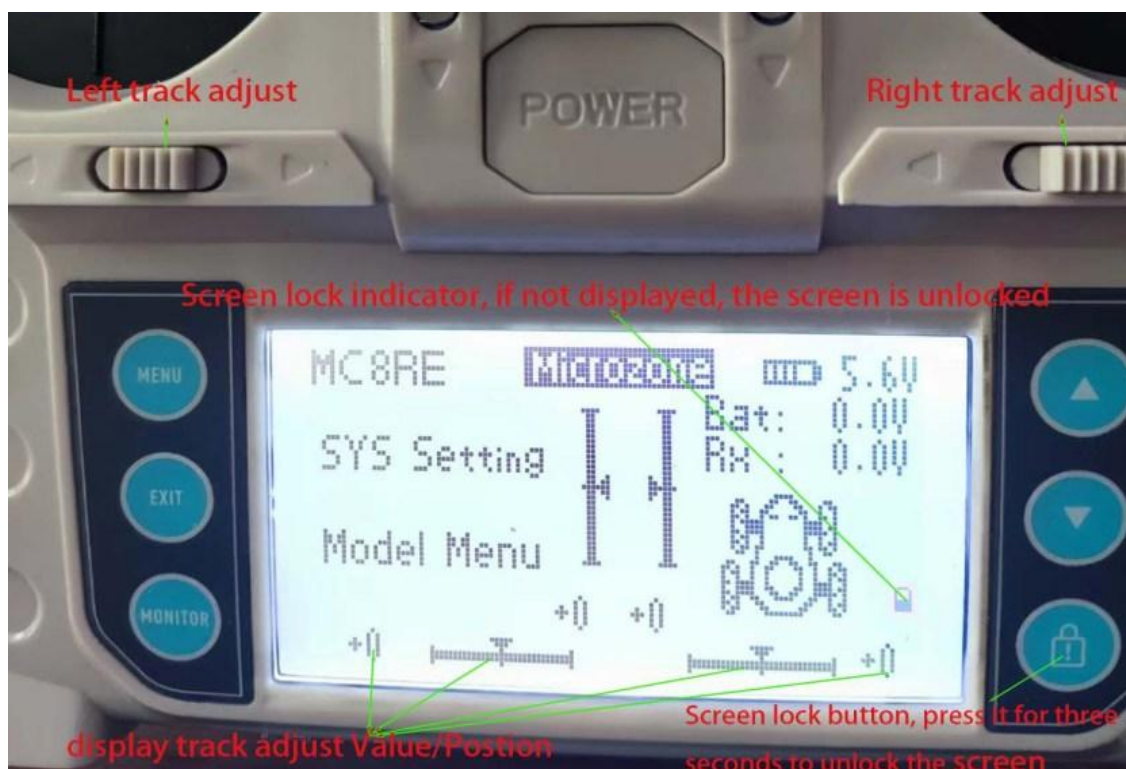 Left track adjust
POWER
Right track adjust
Screen lock indicator, if not displayed, the screen is unlocked
MENU
MC8RE Microzone 5.6V
Bat: 0.0V
SYS Setting Rx : 0.0V
EXIT
Model Menu
MONITOR
+0 +0
+0 +0
display track adjust Value/Postion
Screen lock button, press it for three
seconds to unlock the screen